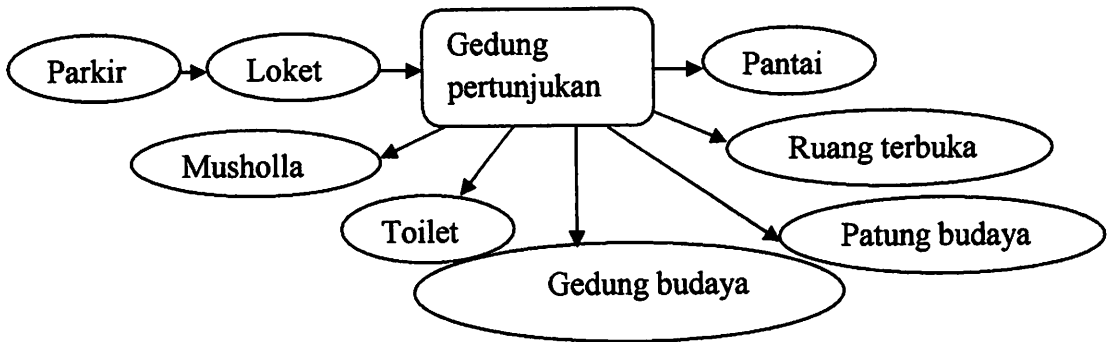 Parkir
Loket
Gedung
pertunjukan
Pantai
Musholla
Ruang terbuka
Toilet
Patung budaya
Gedung budaya